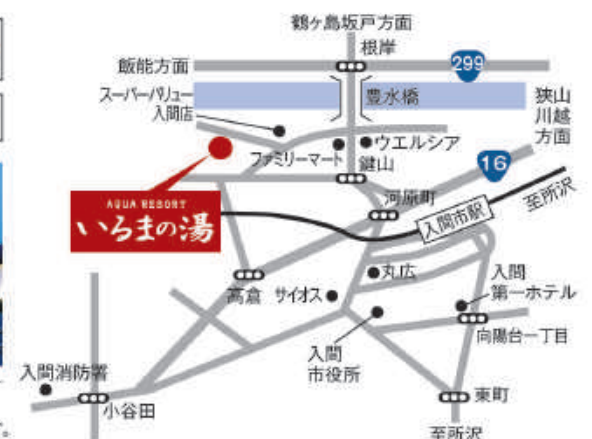 鶴ヶ島坂戸方面
根岸
飯能方面
299
スーパーバリュー
入間店
豊水橋
狭山
川越
方面
ウエルシア
ファミリーマート
鍵山
16
AQUA RESORT
いるまの湯
河原町
入間市駅
至所沢
丸広
高倉
サイオス
入間
第一ホテル
向陽台一丁目
入間
市役所
入間消防署
小谷田
東町
至所沢
。